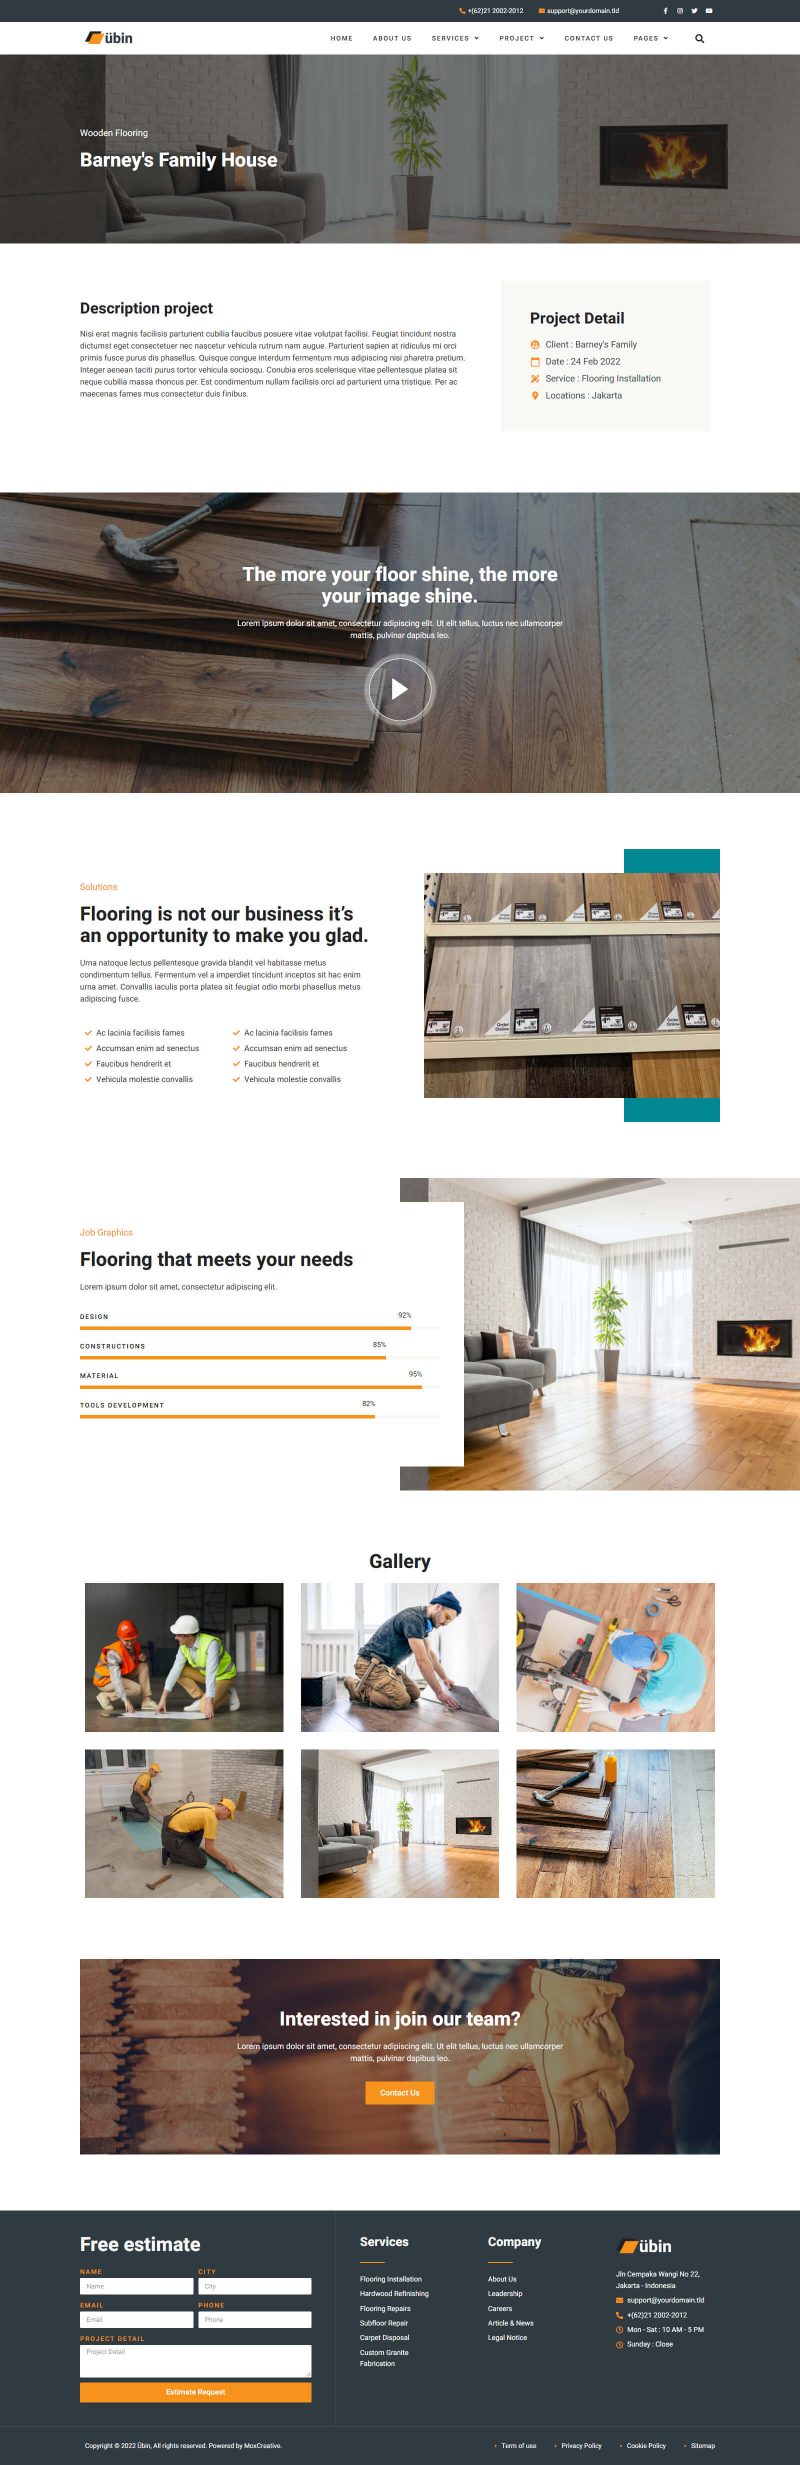 +(62)21 2002-2012 support@yourdomain.tld
übin HOME ABOUT US SERVICES PROJECT CONTACT US PAGES
Wooden Flooring
Barney's Family House
Description project
Nisi erat magnis facilisis parturient cubilia faucibus posuere vitae volutpat facilisi. Feugiat tincidunt nostra
dictumst eget consectetuer nec nascetur vehicula rutrum nam augue. Parturient sapien at ridiculus mi orci
primis fusce purus dis phasellus. Quisque congue interdum fermentum mus adipiscing nisi pharetra pretium.
Integer aenean taciti purus tortor vehicula sociosqu. Conubia eros scelerisque vitae pellentesque platea sit
neque cubilia massa rhoncus per. Est condimentum nullam facilisis orci ad parturient urna tristique. Per ac
maecenas fames mus consectetur duis finibus.
Project Detail
Client : Barney's Family
Date : 24 Feb 2022
Service : Flooring Installation
Locations : Jakarta
The more your floor shine, the more
your image shine.
Lorem ipsum dolor sit amet, consectetur adipiscing elit. Ut elit tellus, luctus nec ullamcorper
mattis, pulvinar dapibus leo.
Solutions
Flooring is not our business it's
an opportunity to make you glad.
Urna natoque lectus pellentesque gravida blandit vel habitasse metus
condimentum tellus. Fermentum vel a imperdiet tincidunt inceptos sit hac enim
urna amet. Convallis iaculis porta platea sit feugiat odio morbi phasellus metus
adipiscing fusce.
Ac lacinia facilisis fames
Accumsan enim ad senectus
Faucibus hendrerit et
Vehicula molestie convallis
Ac lacinia facilisis fames
Accumsan enim ad senectus
Faucibus hendrerit et
Vehicula molestie convallis
Order
Online
Order
Online
Order
Online
Order
Online
Order
Online
Job Graphics
Flooring that meets your needs
Lorem ipsum dolor sit amet, consectetur adipiscing elit.
DESIGN 92%
CONSTRUCTIONS 85%
MATERIAL 95%
TOOLS DEVELOPMENT 82%
Gallery
Interested in join our team?
Lorem ipsum dolor sit amet, consectetur adipiscing elit. Ut elit tellus, luctus nec ullamcorper
mattis, pulvinar dapibus leo.
Contact Us
Free estimate
NAME CITY
Name City
EMAIL PHONE
Email Phone
PROJECT DETAIL
Project Detail
Estimate Request
Services
Flooring Installation
Hardwood Refinishing
Flooring Repairs
Subfloor Repair
Carpet Disposal
Custom Granite
Fabrication
Company
About Us
Leadership
Careers
Article & News
Legal Notice
übin
Jln Cempaka Wangi No 22,
Jakarta - Indonesia
support@yourdomain.tld
+(62)21 2002-2012
Mon - Sat : 10 AM - 5 PM
Sunday : Close
Copyright © 2022 Übin, All rights reserved. Powered by MoxCreative.
Term of use Privacy Policy Cookie Policy Sitemap